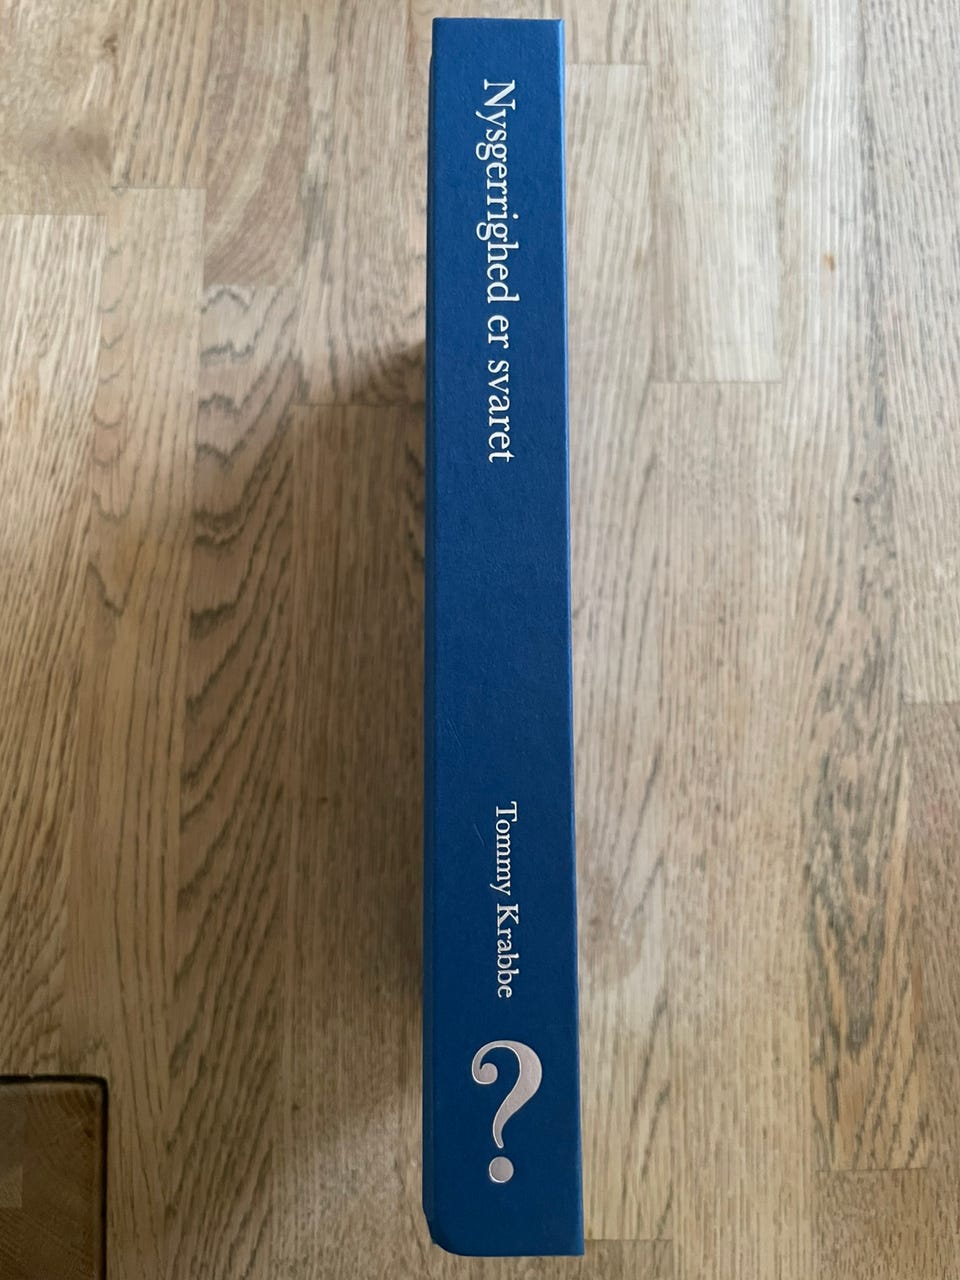 Nysgerrighed er svaret
Tommy Krabbe
?